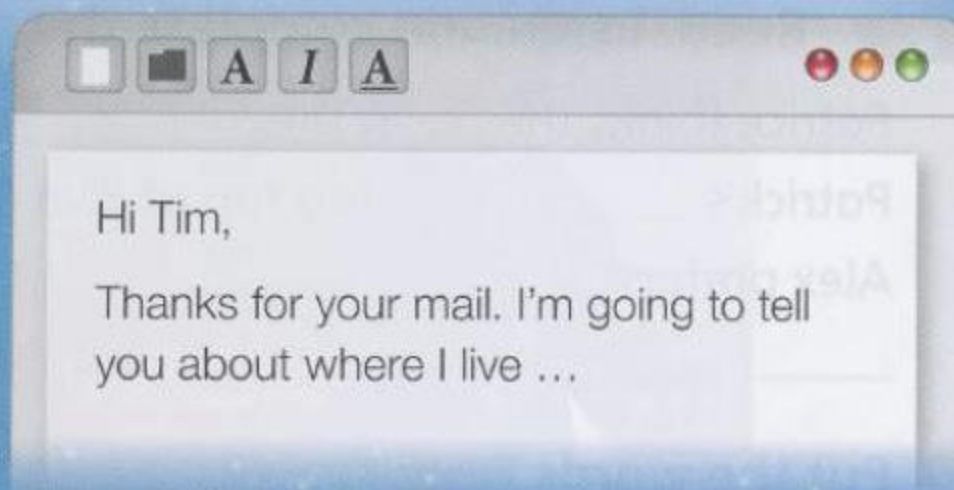 A I A
Hi Tim,
Thanks for your mail. I'm going to tell
you about where I live ...